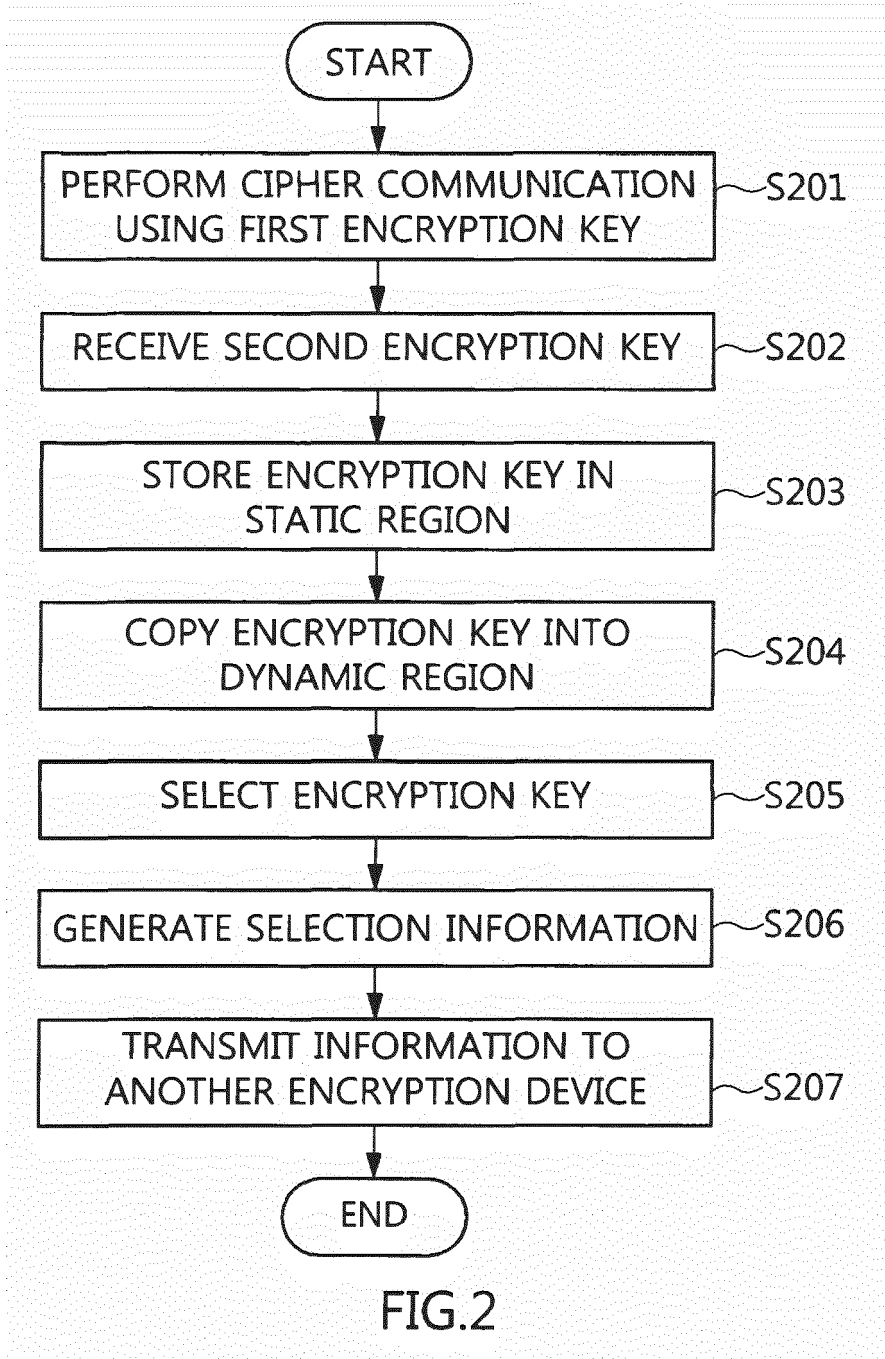 START
PERFORM CIPHER COMMUNICATION
USING FIRST ENCRYPTION KEY
S201
RECEIVE SECOND ENCRYPTION KEY
S202
STORE ENCRYPTION KEY IN
STATIC REGION
S203
COPY ENCRYPTION KEY INTO
DYNAMIC REGION
S204
SELECT ENCRYPTION KEY
S205
GENERATE SELECTION INFORMATION
S206
TRANSMIT INFORMATION TO
ANOTHER ENCRYPTION DEVICE
S207
END
FIG.2